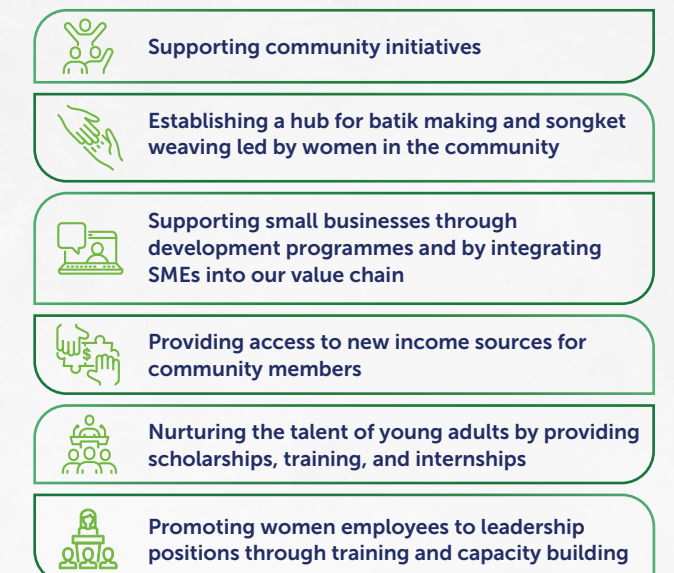 Supporting community initiatives
Establishing a hub for batik making and songket
weaving led by women in the community
Supporting small businesses through
development programmes and by integrating
SMEs into our value chain
$
Providing access to new income sources for
community members
Nurturing the talent of young adults by providing
scholarships, training, and internships
Promoting women employees to leadership
positions through training and capacity building